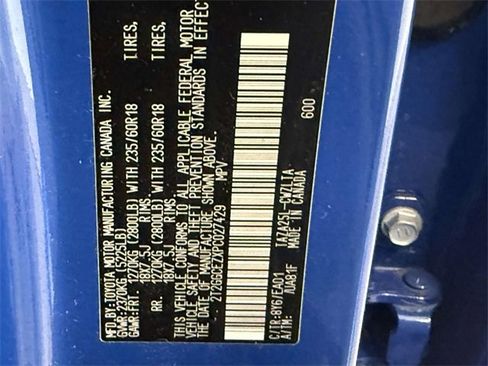 MFD.BY:TOYOTA MOTOR MANUFACTURING CANADA INC.
GVWR:2370KG (5225LB)
GAWR:FRT. 1270KG (2800LB) WITH 235/60R18 TIRES,
18X7.5J RIMS
RR. 1270KG (2800LB) WITH 235/60R18 TIRES,
18X7.5J RIMS
THIS VEHICLE CONFORMS TO ALL APPLICABLE FEDERAL MOTOR
VEHICLE SAFETY AND THEFT PREVENTION STANDARDS IN EFFECT
ON THE DATE OF MANUFACTURE SHOWN ABOVE.
2T2GGCEZXPC027429 MPV
C/TR:8Y6/EA01 TAZA25L-CWZLTA 600
A/TM: /UA81F MADE IN CANADA